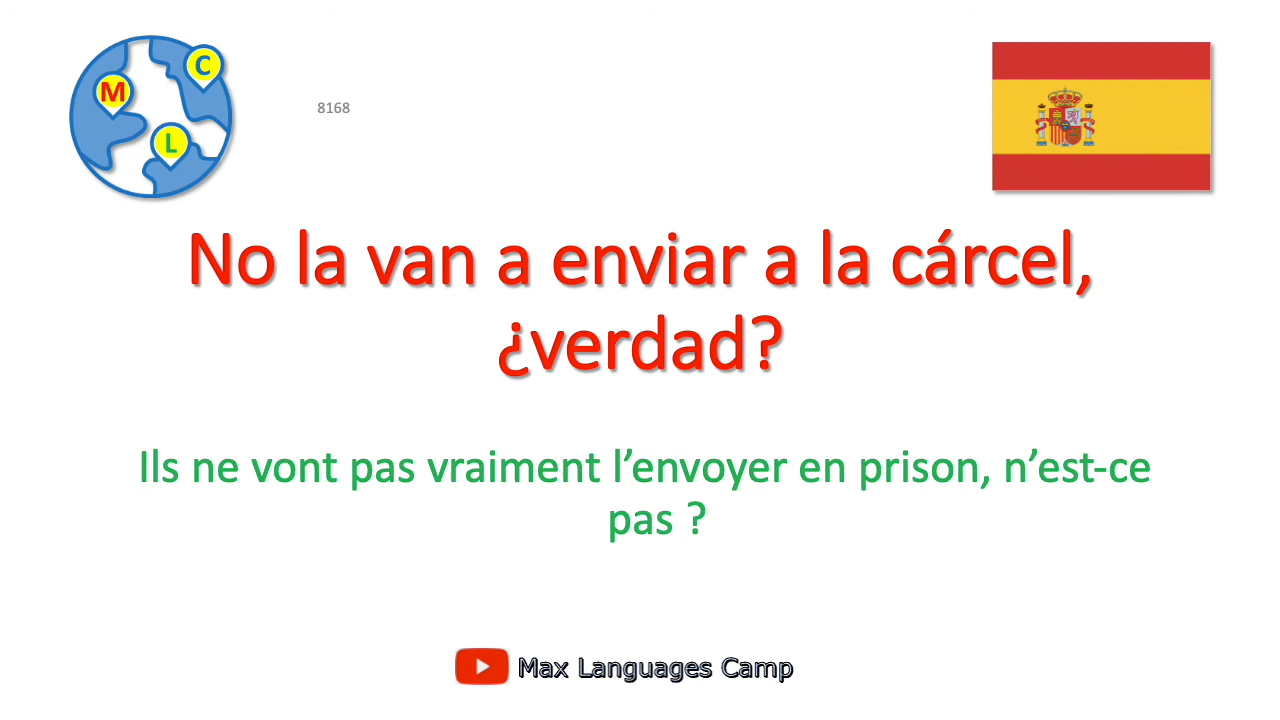 M
C
L
8168
No la van a enviar a la cárcel,
¿verdad?
Ils ne vont pas vraiment l’envoyer en prison, n’est-ce
pas ?
Max Languages Camp